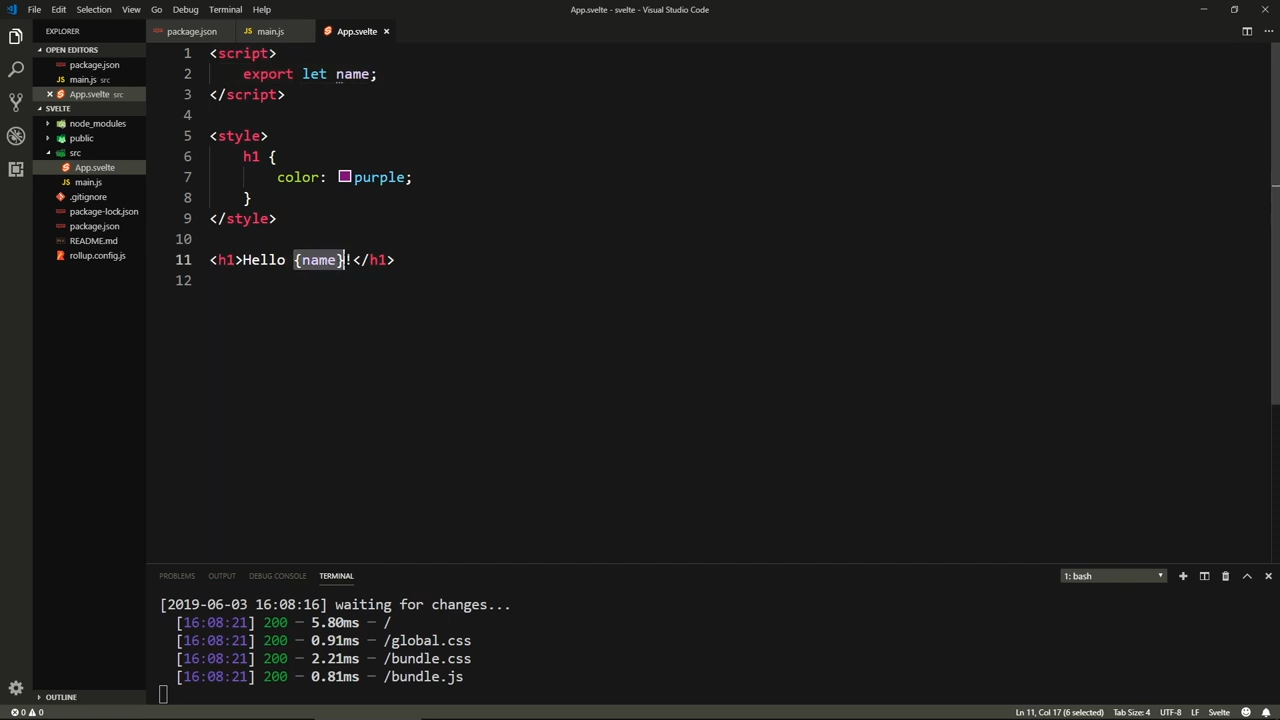 File Edit Selection View Go Debug Terminal Help
App.svelte - svelte - Visual Studio Code
EXPLORER
OPEN EDITORS
package.json
JS main.js src
App.svelte src
SVELTE
node_modules
public
src
App.svelte
JS main.js
.gitignore
package-lock.json
package.json
README.md
rollup.config.js
OUTLINE
package.json
JS main.js
App.svelte
1 <script>
2 export let name;
3 </script>
4
5 <style>
6 h1 {
7 color: purple;
8 }
9 </style>
10
11 <h1>Hello {name}!</h1>
12
PROBLEMS OUTPUT DEBUG CONSOLE TERMINAL
1: bash
[2019-06-03 16:08:16] waiting for changes...
[16:08:21] 200 ─ 5.80ms ─ /
[16:08:21] 200 ─ 0.91ms ─ /global.css
[16:08:21] 200 ─ 2.21ms ─ /bundle.css
[16:08:21] 200 ─ 0.81ms ─ /bundle.js
0 0
Ln 11, Col 17 (6 selected) Tab Size: 4 UTF-8 LF Svelte